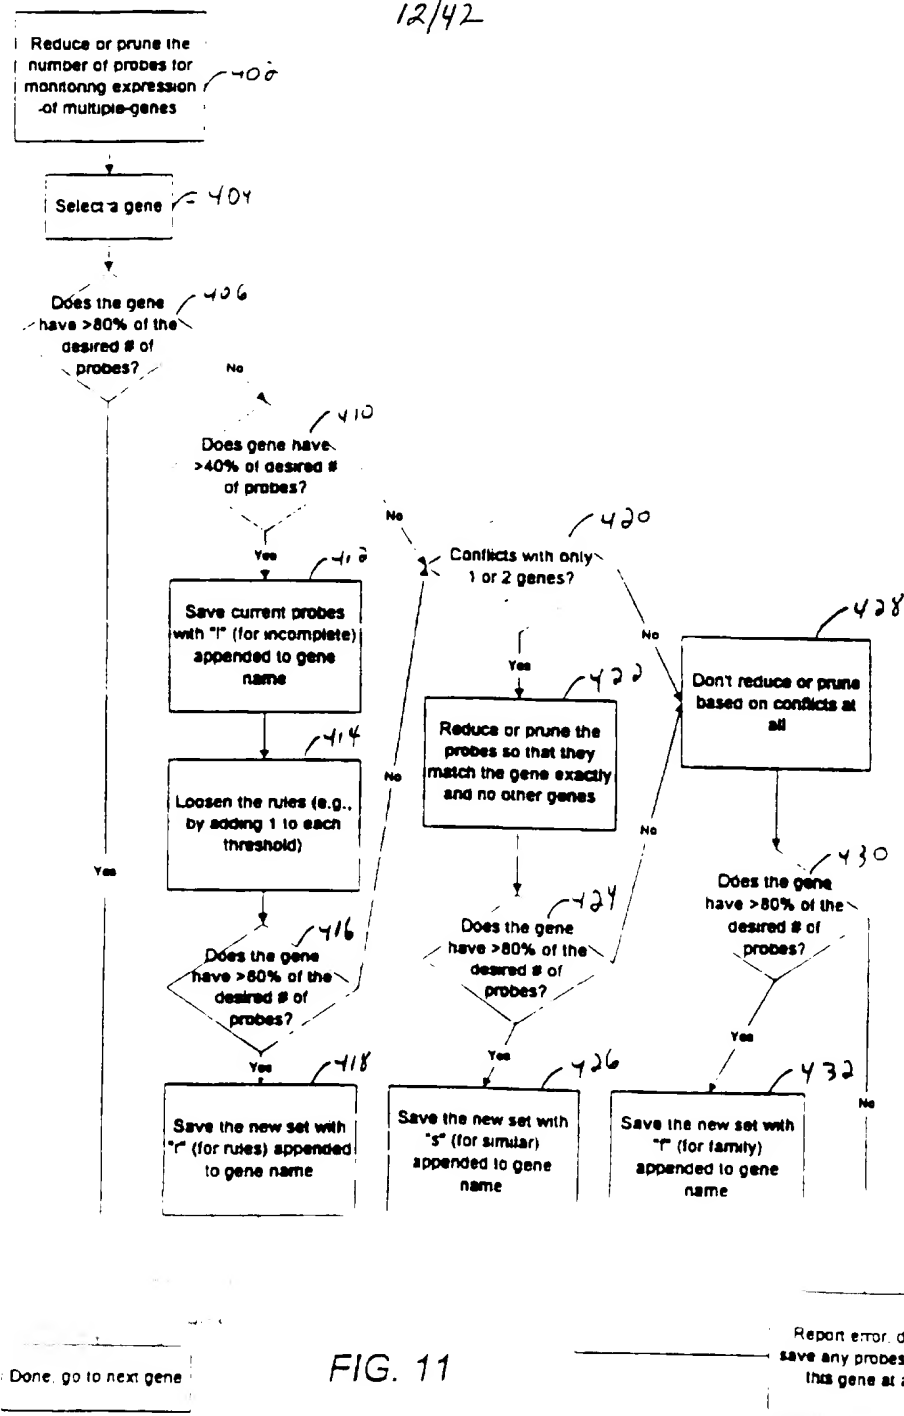 12/42
Reduce or prune the
number of probes for
monitoring expression
of multiple-genes
Select a gene
404
Does the gene
have >80% of the
desired # of
probes?
406
No
Does gene have
>40% of desired #
of probes?
410
No
Yes
Conflicts with only
1 or 2 genes?
420
412
Save current probes
with "I" (for incomplete)
appended to gene
name
No
Yes
422
428
Don't reduce or prune
based on conflicts at
all
Reduce or prune the
probes so that they
match the gene exactly
and no other genes
414
Loosen the rules (e.g.,
by adding 1 to each
threshold)
No
No
Yes
430
Does the gene
have >80% of the
desired # of
probes?
424
Does the gene
have >80% of the
desired # of
probes?
416
Does the gene
have >80% of the
desired # of
probes?
Yes
Yes
Yes
No
418
Save the new set with
"r" (for rules) appended
to gene name
426
Save the new set with
"s" (for similar)
appended to gene
name
432
Save the new set with
"f" (for family)
appended to gene
name
Done, go to next gene
FIG. 11
Report error, d
save any probes
this gene at a